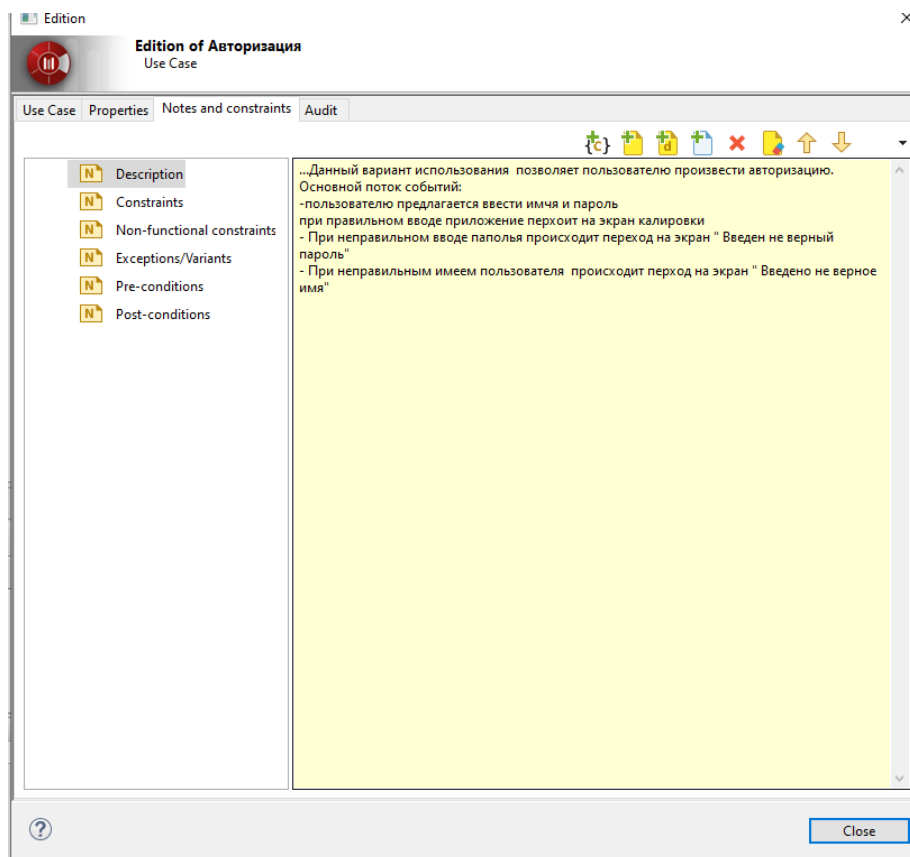 Edition
Edition of Авторизация
Use Case
Use Case Properties Notes and constraints Audit
{c} d
N Description
N Constraints
N Non-functional constraints
N Exceptions/Variants
N Pre-conditions
N Post-conditions
...Данный вариант использования позволяет пользователю произвести авторизацию.
Основной поток событий:
-пользователю предлагается ввести имчя и пароль
при правильном вводе приложение перхоит на экран калировки
- При неправильном вводе паполья происходит переход на экран " Введен не верный
пароль"
- При неправильным имеем пользователя происходит перход на экран " Введено не верное
имя"
?
Close